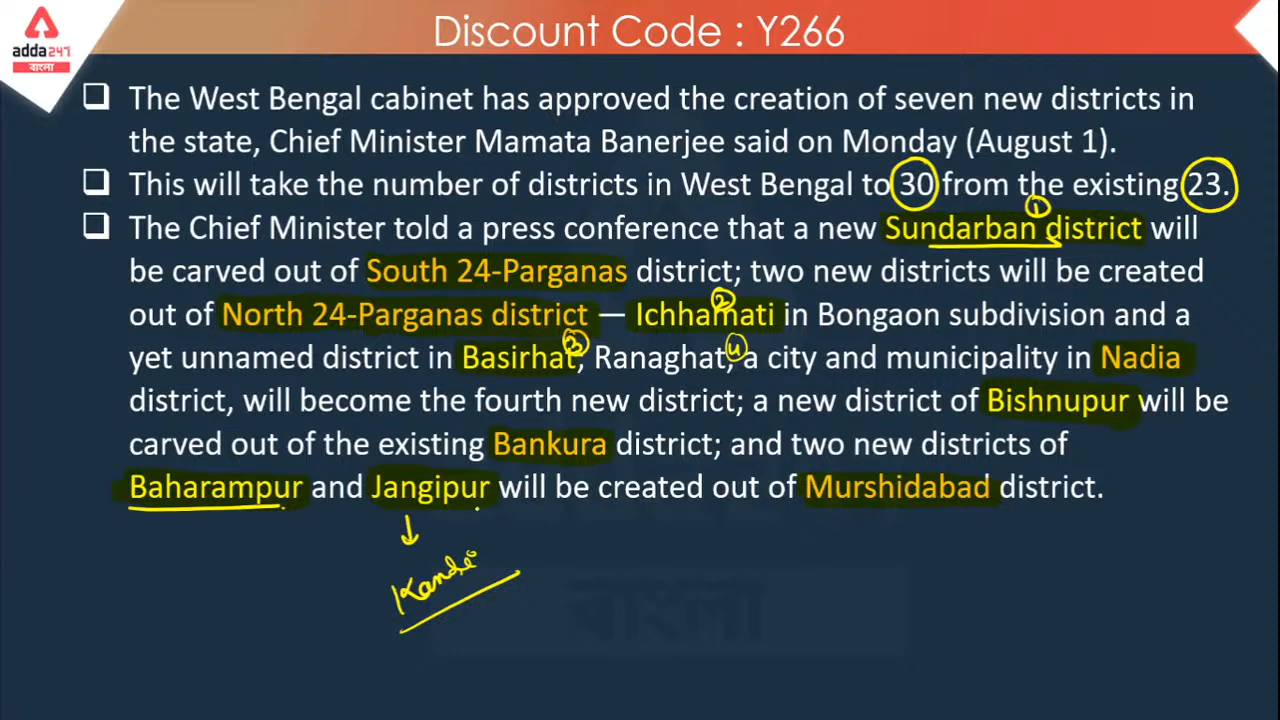 Discount Code : Y266
adda247
বাংলা
❑ The West Bengal cabinet has approved the creation of seven new districts in
the state, Chief Minister Mamata Banerjee said on Monday (August 1).
❑ This will take the number of districts in West Bengal to 30 from the existing 23.
1
❑ The Chief Minister told a press conference that a new Sundarban district will
be carved out of South 24-Parganas district; two new districts will be created
2
out of North 24-Parganas district — Ichhamati in Bongaon subdivision and a
3 4
yet unnamed district in Basirhat; Ranaghat, a city and municipality in Nadia
district, will become the fourth new district; a new district of Bishnupur will be
carved out of the existing Bankura district; and two new districts of
Baharampur and Jangipur will be created out of Murshidabad district.
Kandi
বাংলা